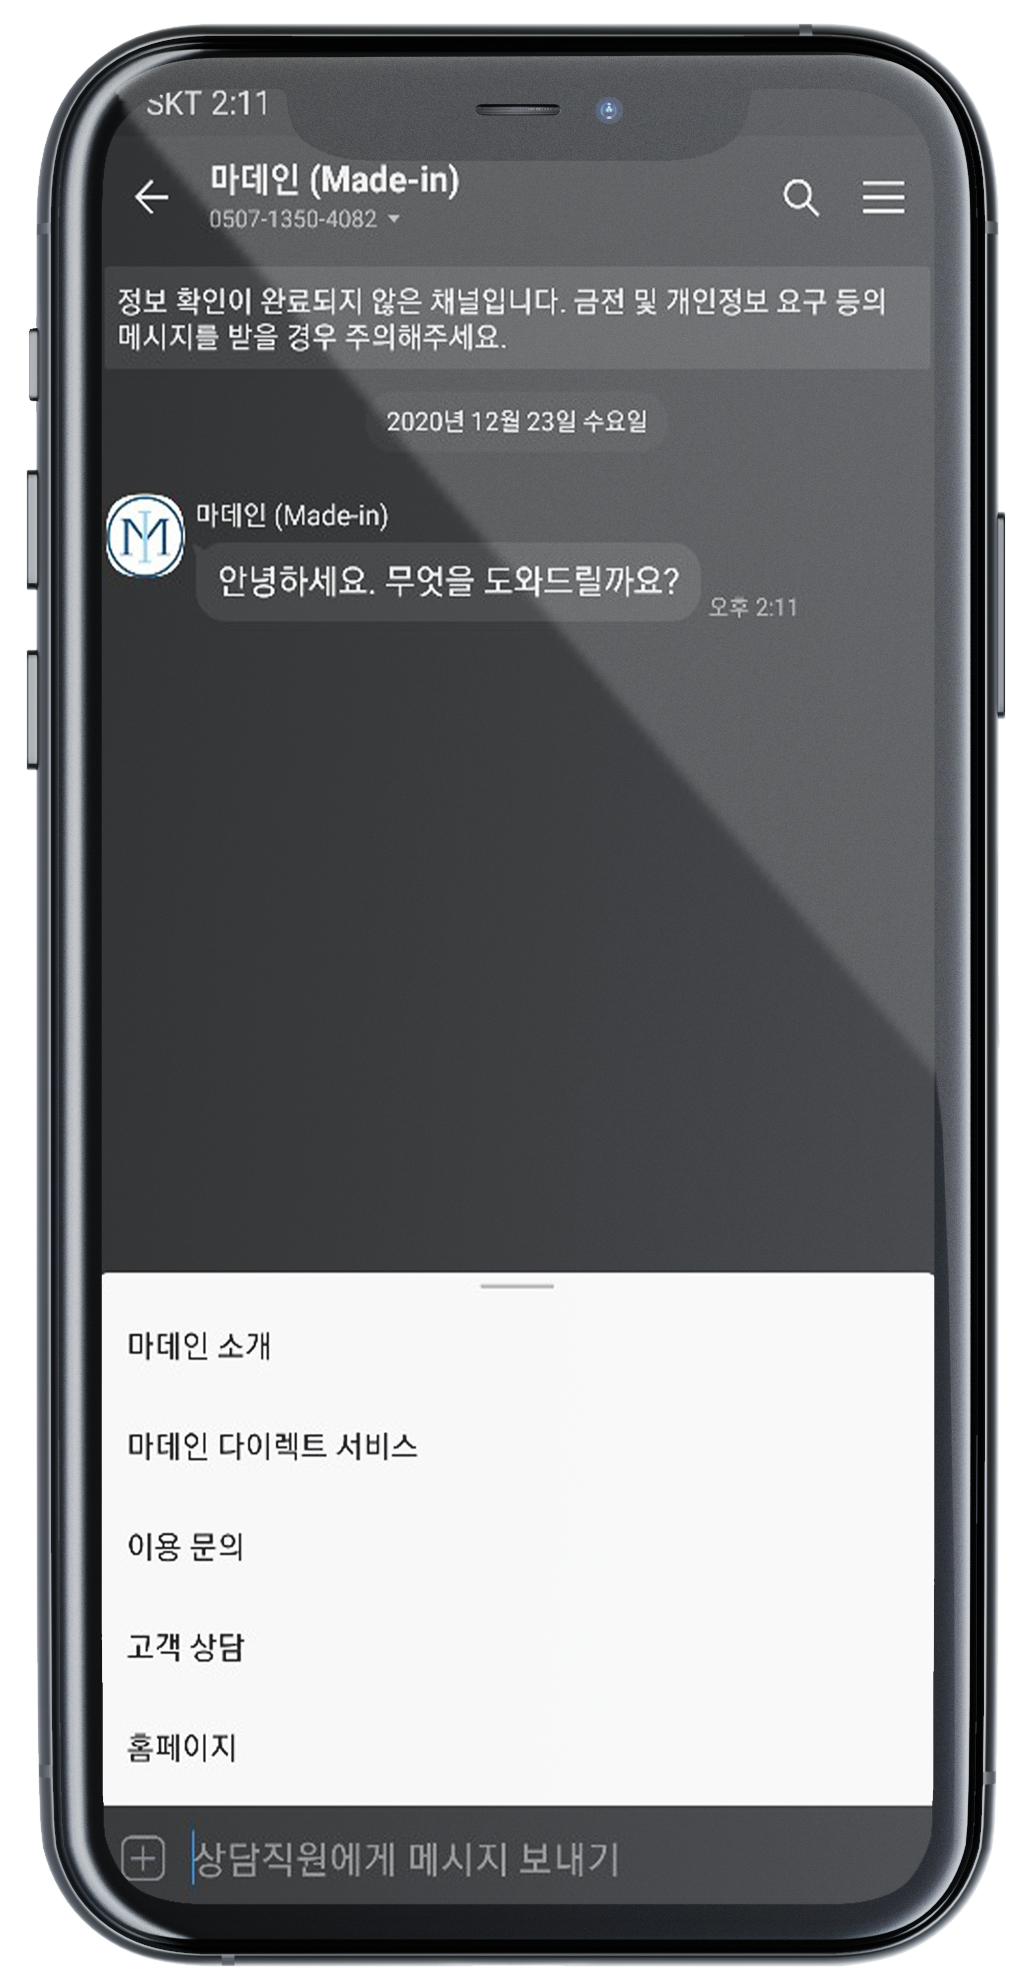 SKT 2:11
마데인 (Made-in)
0507-1350-4082
정보 확인이 완료되지 않은 채널입니다. 금전 및 개인정보 요구 등의
메시지를 받을 경우 주의해주세요.
2020년 12월 23일 수요일
마데인 (Made-in)
안녕하세요. 무엇을 도와드릴까요?
오후 2:11
마데인 소개
마데인 다이렉트 서비스
이용 문의
고객 상담
홈페이지
상담직원에게 메시지 보내기